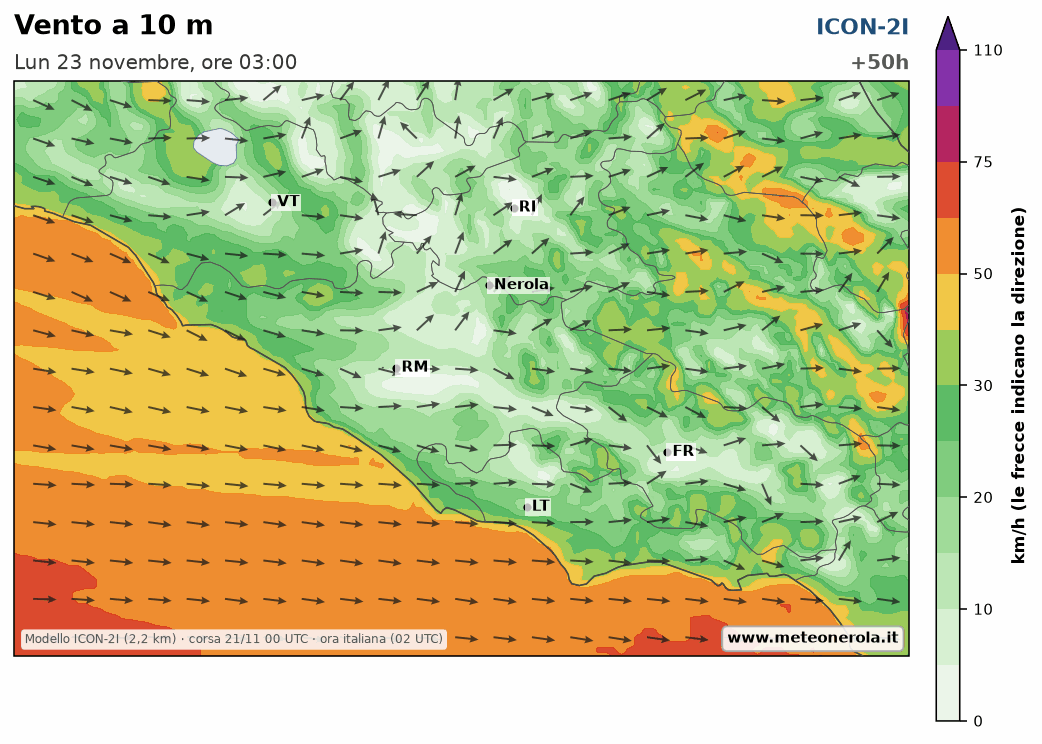 Vento a 10 m
ICON-2I
Lun 23 novembre, ore 03:00
+50h
VT
RI
Nerola
RM
FR
LT
Modello ICON-2I (2,2 km) · corsa 21/11 00 UTC · ora italiana (02 UTC)
www.meteonerola.it
110
75
50
30
20
10
0
km/h (le frecce indicano la direzione)